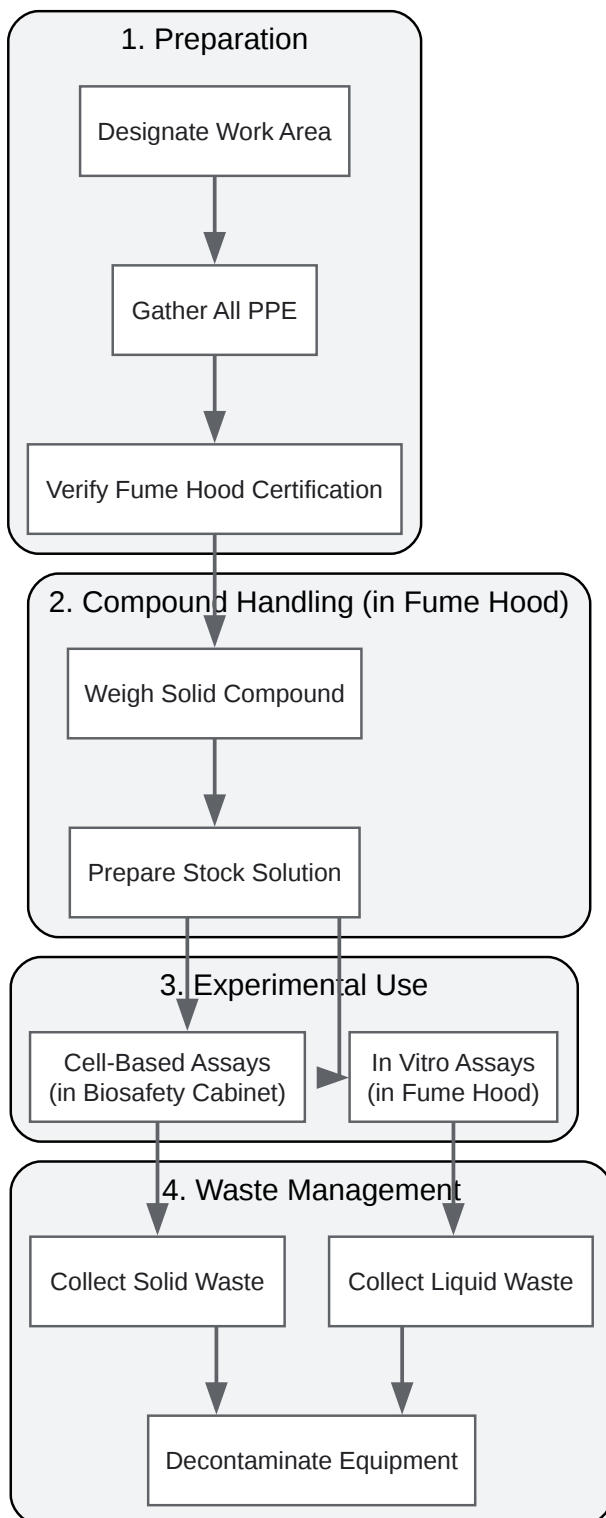 1. Preparation
Designate Work Area
Gather All PPE
Verify Fume Hood Certification
2. Compound Handling (in Fume Hood)
Weigh Solid Compound
Prepare Stock Solution
3. Experimental Use
Cell-Based Assays
(in Biosafety Cabinet)
In Vitro Assays
(in Fume Hood)
4. Waste Management
Collect Solid Waste
Collect Liquid Waste
Decontaminate Equipment